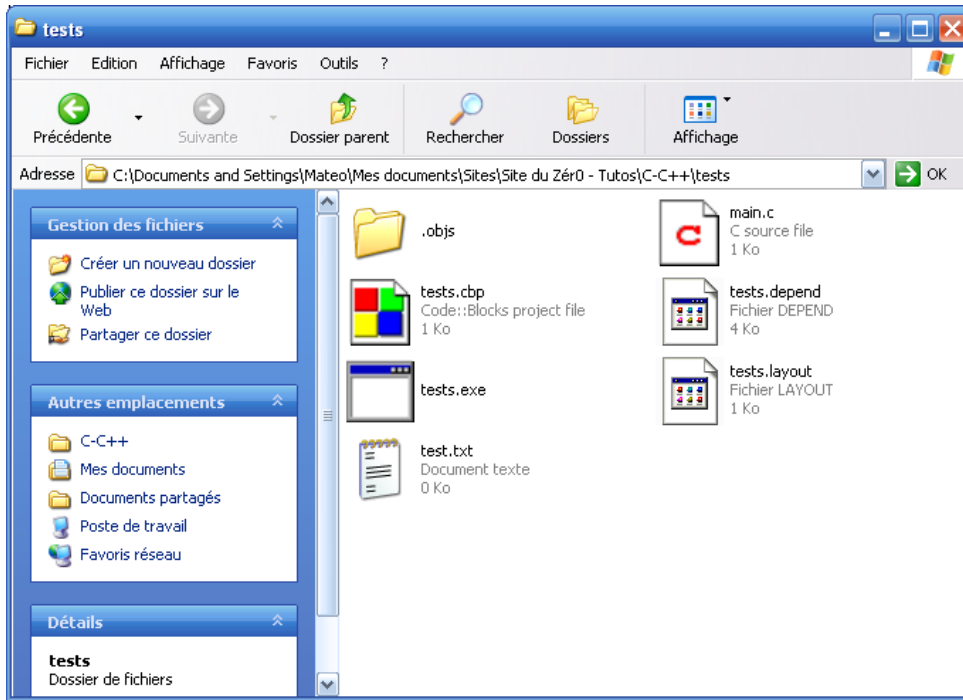 tests
Fichier Edition Affichage Favoris Outils ?
Précédente Suivante Dossier parent Rechercher Dossiers Affichage
Adresse C:\Documents and Settings\Mateo\Mes documents\Sites\Site du Zér0 - Tutos\C-C++\tests OK
Gestion des fichiers
Créer un nouveau dossier
Publier ce dossier sur le
Web
Partager ce dossier
Autres emplacements
C-C++
Mes documents
Documents partagés
Poste de travail
Favoris réseau
Détails
tests
Dossier de fichiers
.objs
main.c
C source file
1 Ko
tests.cbp
Code::Blocks project file
1 Ko
tests.depend
Fichier DEPEND
4 Ko
tests.exe
tests.layout
Fichier LAYOUT
1 Ko
test.txt
Document texte
0 Ko